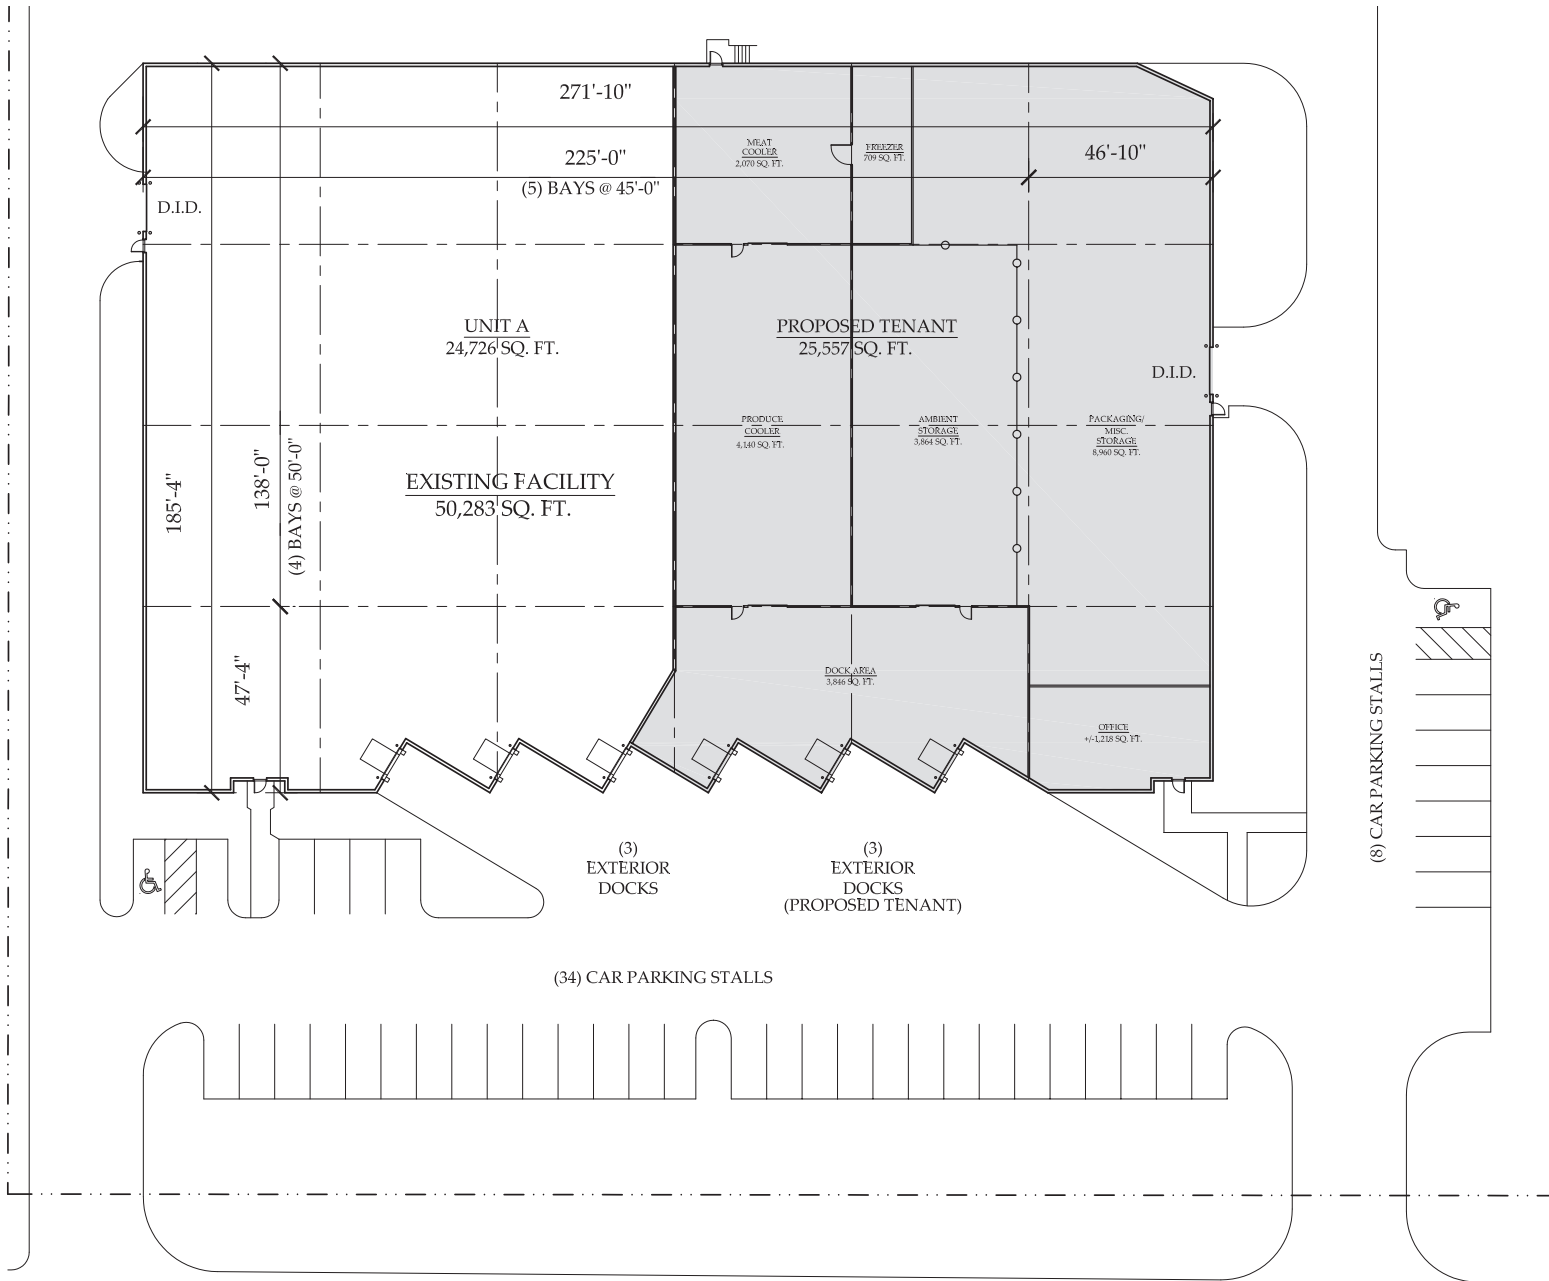 271'-10"
225'-0"
(5) BAYS @ 45'-0"
46'-10"
D.I.D.
MEAT
COOLER
2,070 SQ. FT.
FREEZER
709 SQ. FT.
UNIT A
24,726 SQ. FT.
PROPOSED TENANT
25,557 SQ. FT.
D.I.D.
EXISTING FACILITY
50,283 SQ. FT.
PRODUCE
COOLER
4,140 SQ. FT.
AMBIENT
STORAGE
3,864 SQ. FT.
PACKAGING/
MISC.
STORAGE
8,960 SQ. FT.
185'-4"
138'-0"
(4) BAYS @ 50'-0"
47'-4"
DOCK AREA
3,846 SQ. FT.
OFFICE
+/-1,218 SQ. FT.
(3)
EXTERIOR
DOCKS
(3)
EXTERIOR
DOCKS
(PROPOSED TENANT)
(8) CAR PARKING STALLS
(34) CAR PARKING STALLS